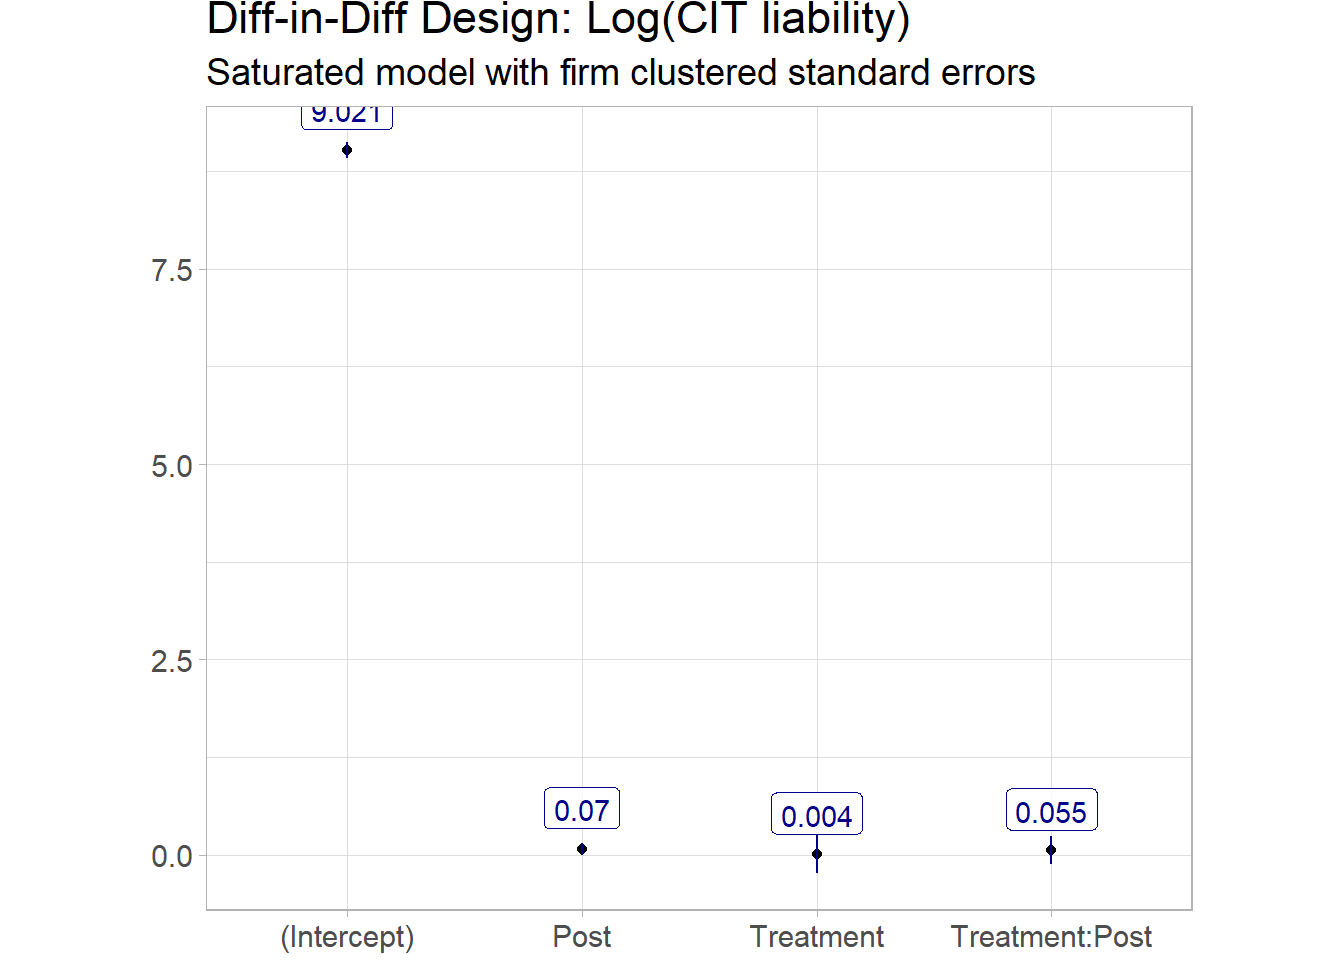 Diff-in-Diff Design: Log(CIT liability)
Saturated model with firm clustered standard errors
9.021
7.5
5.0
2.5
0.07
0.004
0.055
0.0
(Intercept)
Post
Treatment
Treatment:Post